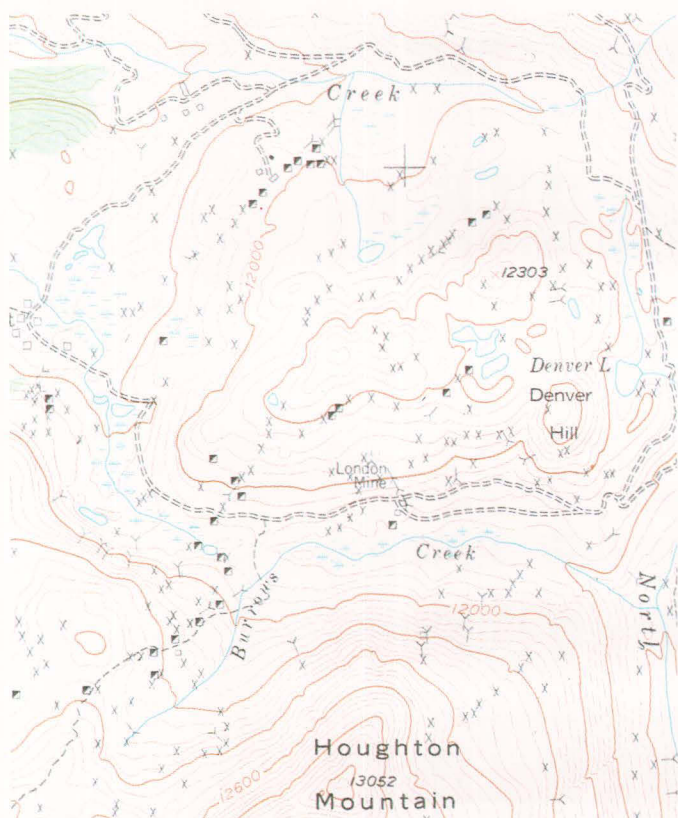 Creek
12000
12303
Denver L
Denver
Hill
London
Mine
Creek
Burrows
12000
North
Houghton
13052
Mountain
12600